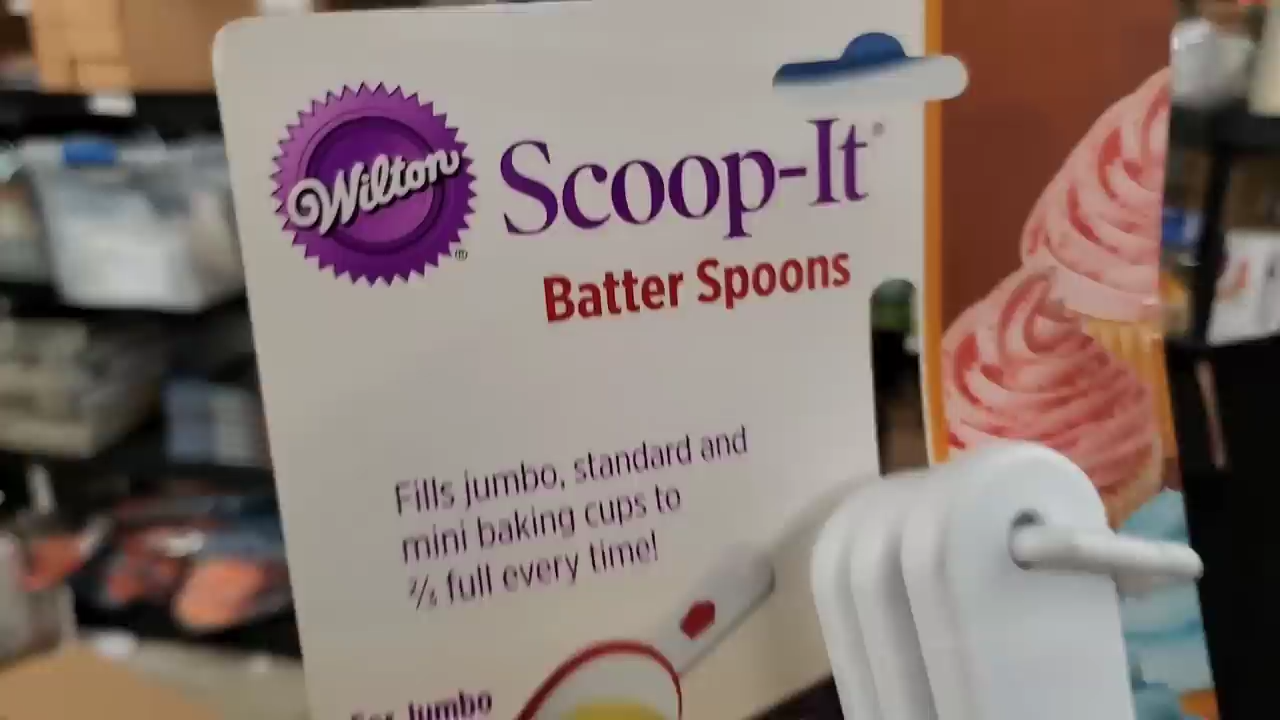 Wilton
®
Scoop-It®
Batter Spoons
Fills jumbo, standard and
mini baking cups to
⅔ full every time!
For Jumbo